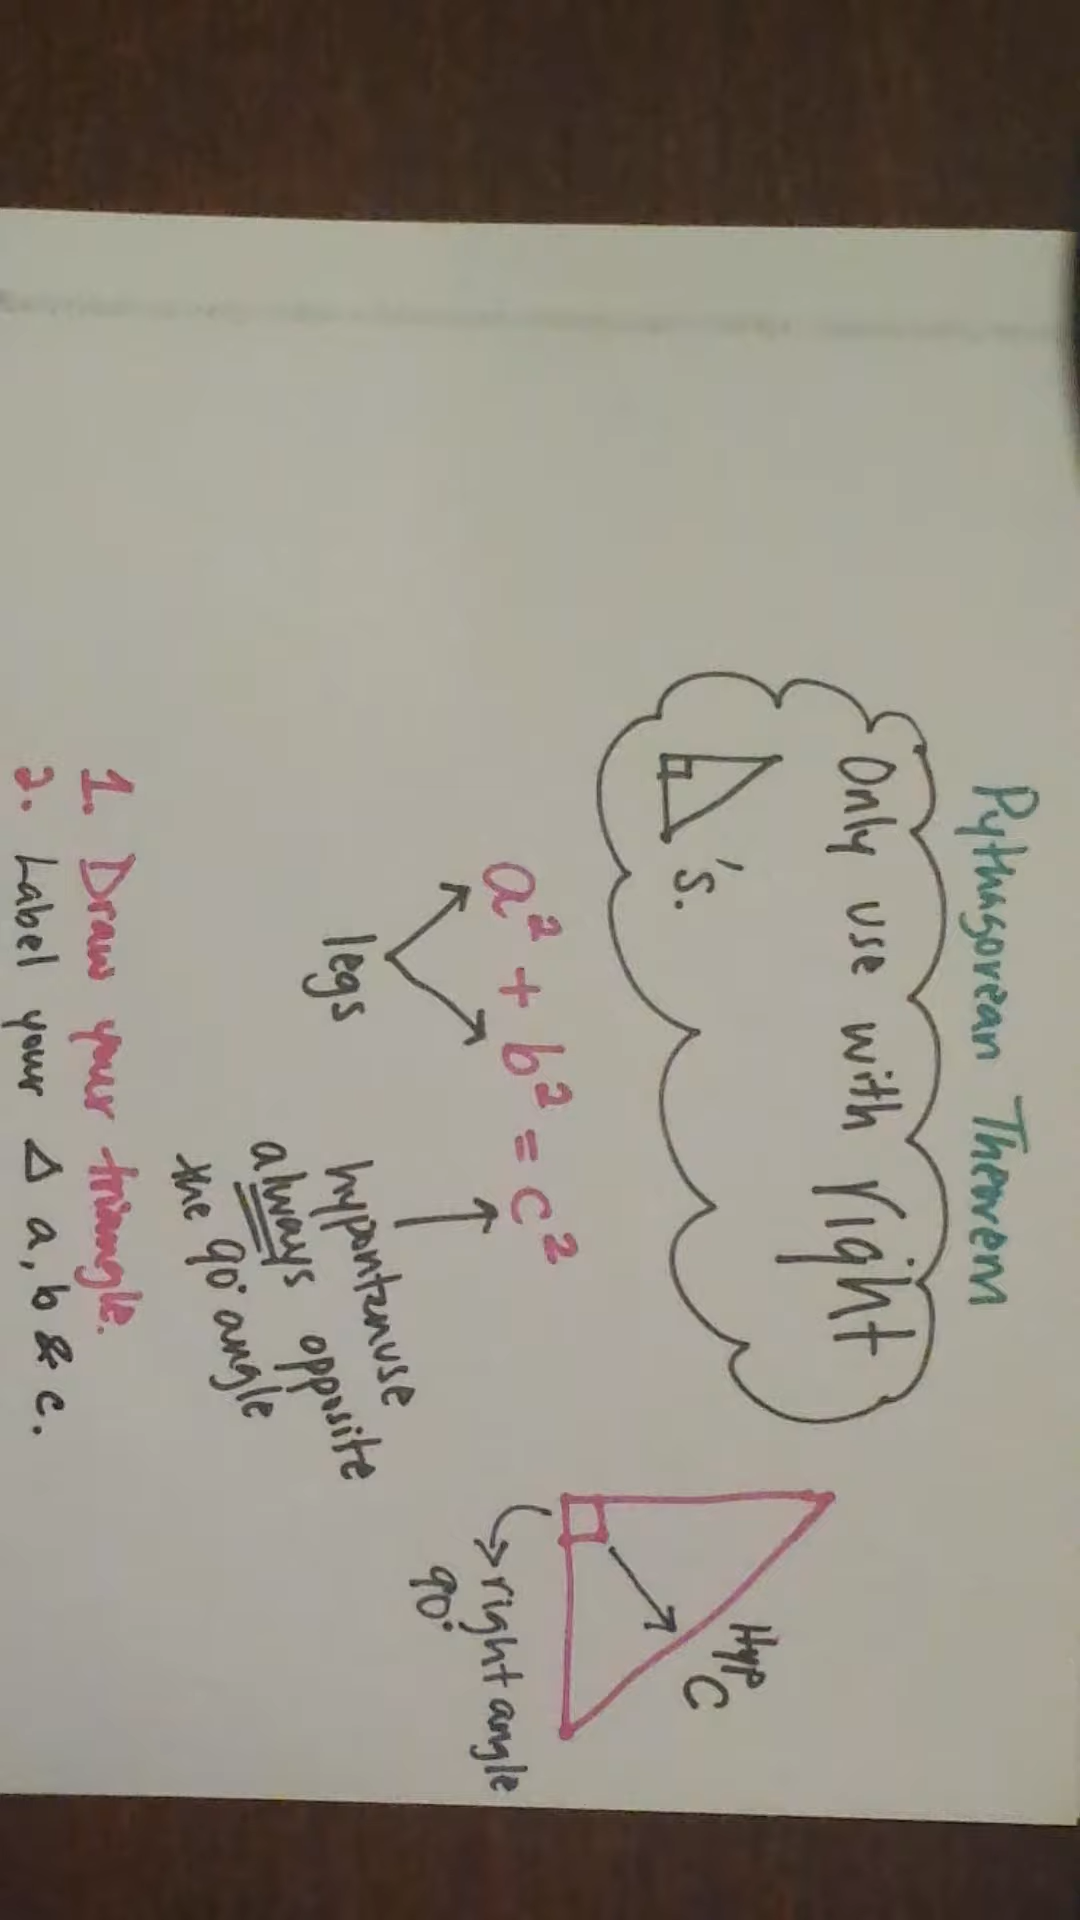 Pythagorean Theorem
Only use with right
's.
a² + b² = c²
legs
hypontenuse
always opposite
the 90° angle
Hyp
C
right angle
90°
1. Draw your triangle.
2. Label your Δ a, b & c.